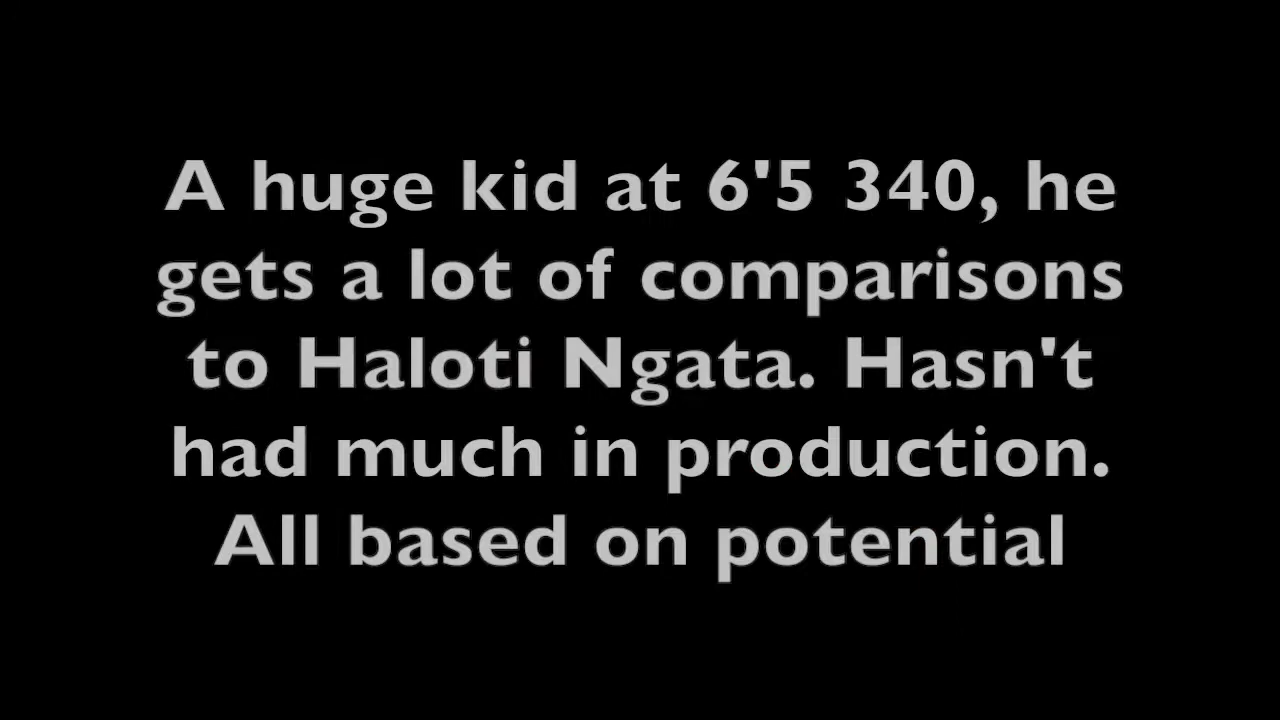 A huge kid at 6'5 340, he
gets a lot of comparisons
to Haloti Ngata. Hasn't
had much in production.
All based on potential